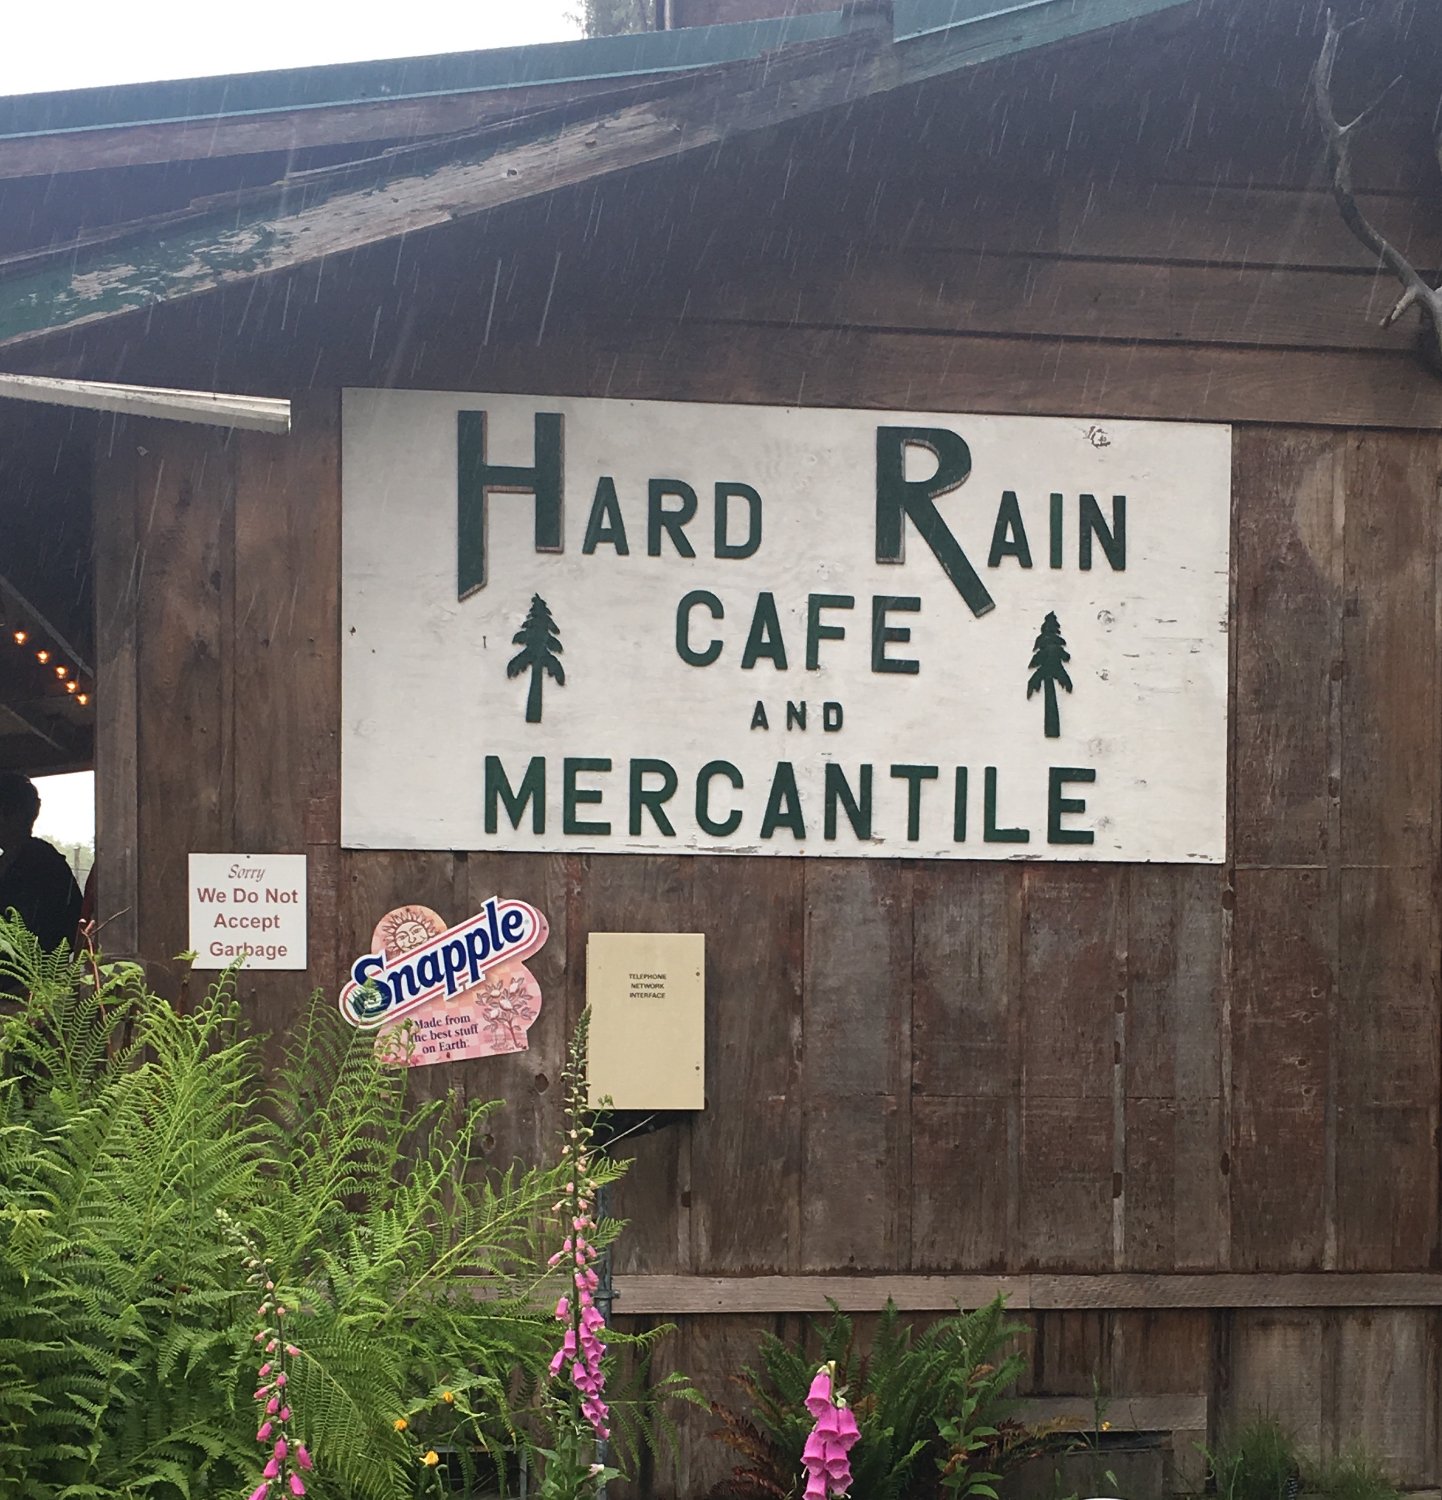 HARD RAIN
CAFE
AND
MERCANTILE
Sorry
We Do Not
Accept
Garbage
Snapple
Made from
the best stuff
on Earth
TELEPHONE
NETWORK
INTERFACE